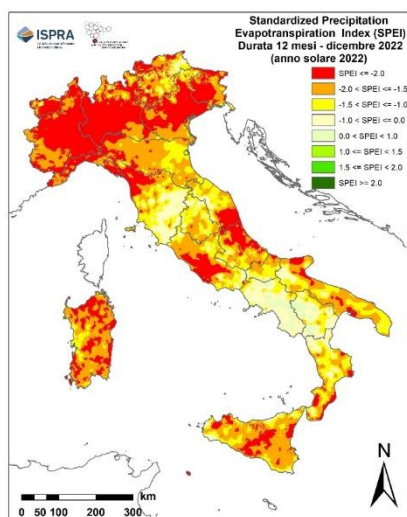 ISPRA
Standardized Precipitation
Evapotranspiration Index (SPEI)
Durata 12 mesi - dicembre 2022
(anno solare 2022)
SPEI <= -2.0
-2.0 < SPEI <= -1.5
-1.5 < SPEI <= -1.0
-1.0 < SPEI <= 0.0
0.0 < SPEI < 1.0
1.0 <= SPEI < 1.5
1.5 <= SPEI < 2.0
SPEI >= 2.0
N
km
0 50 100 200 300